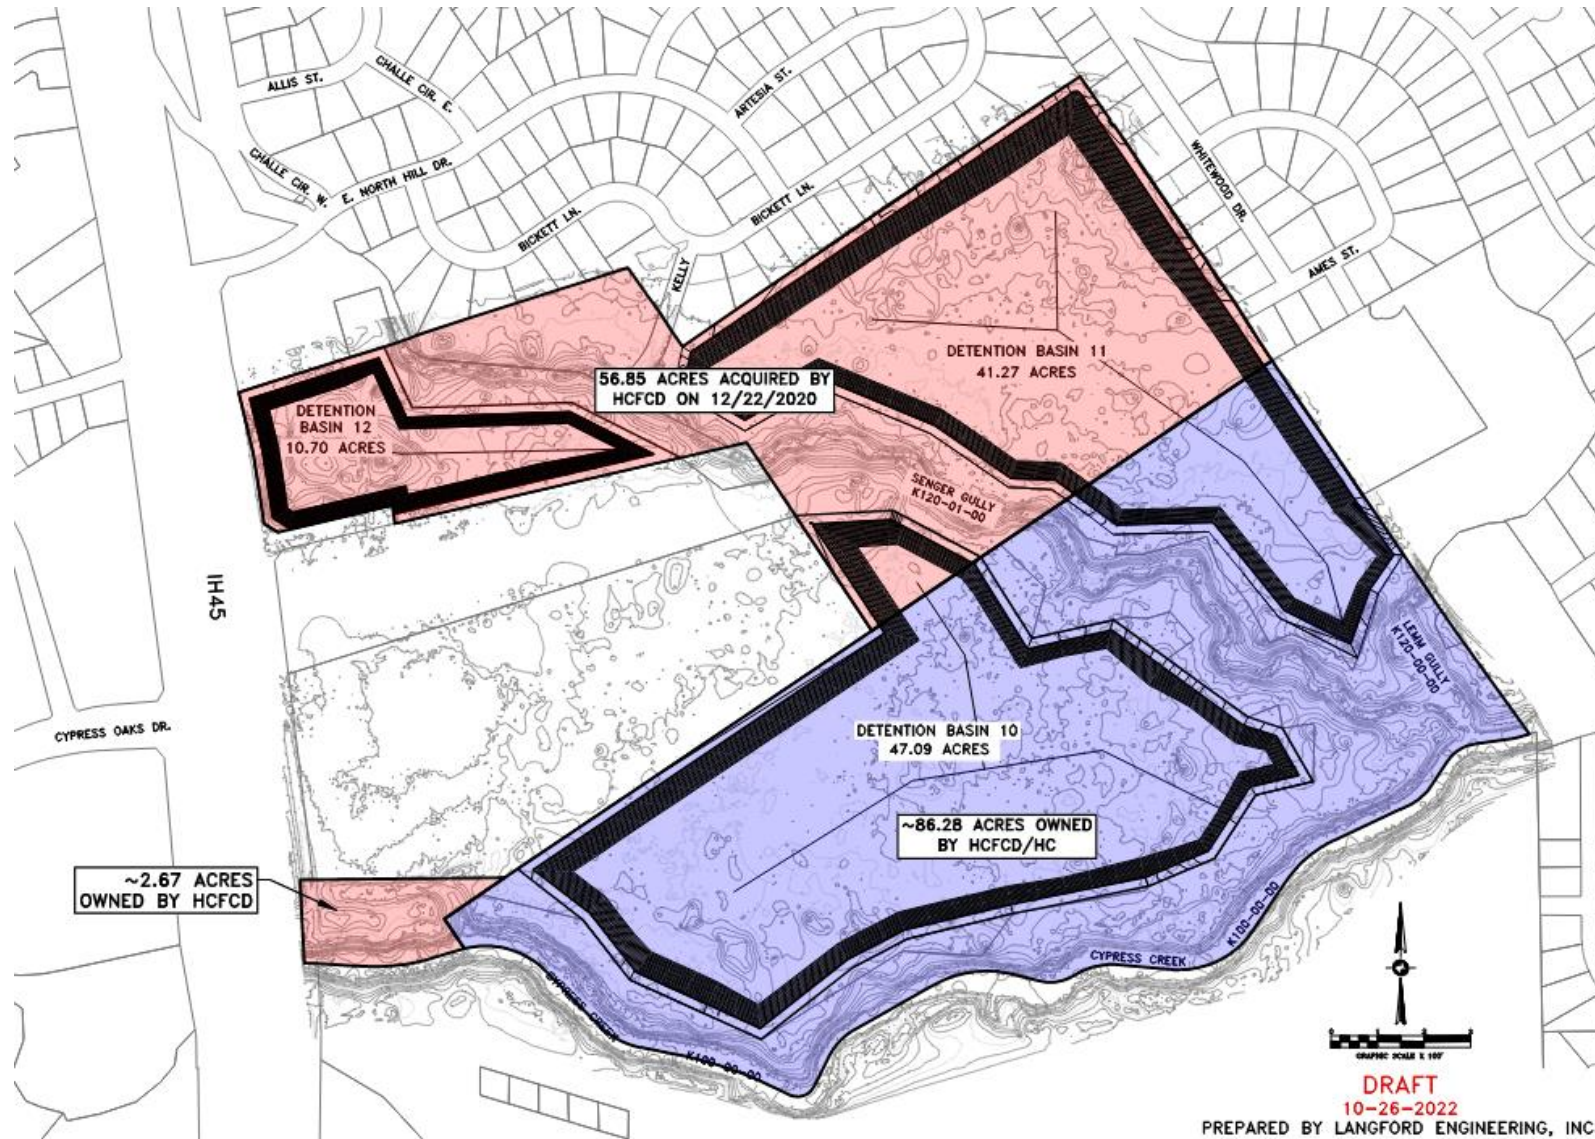 ALLIS ST.
CHALLE CIR. E.
ARTESIA ST.
CHALLE CIR. W.
E. NORTH HILL DR.
WHITEWOOD DR.
BICKETT LN.
BICKETT LN.
KELLY
AMES ST.
DETENTION BASIN 11
41.27 ACRES
56.85 ACRES ACQUIRED BY
HCFCD ON 12/22/2020
DETENTION
BASIN 12
10.70 ACRES
SENGER GULLY
K120-01-00
IH45
LEMM GULLY
K120-00-00
CYPRESS OAKS DR.
DETENTION BASIN 10
47.09 ACRES
~86.28 ACRES OWNED
BY HCFCD/HC
~2.67 ACRES
OWNED BY HCFCD
K100-00-00
CYPRESS CREEK
CYPRESS CREEK
K100-00-00
GRAPHIC SCALE X 100'
DRAFT
10-26-2022
PREPARED BY LANGFORD ENGINEERING, INC